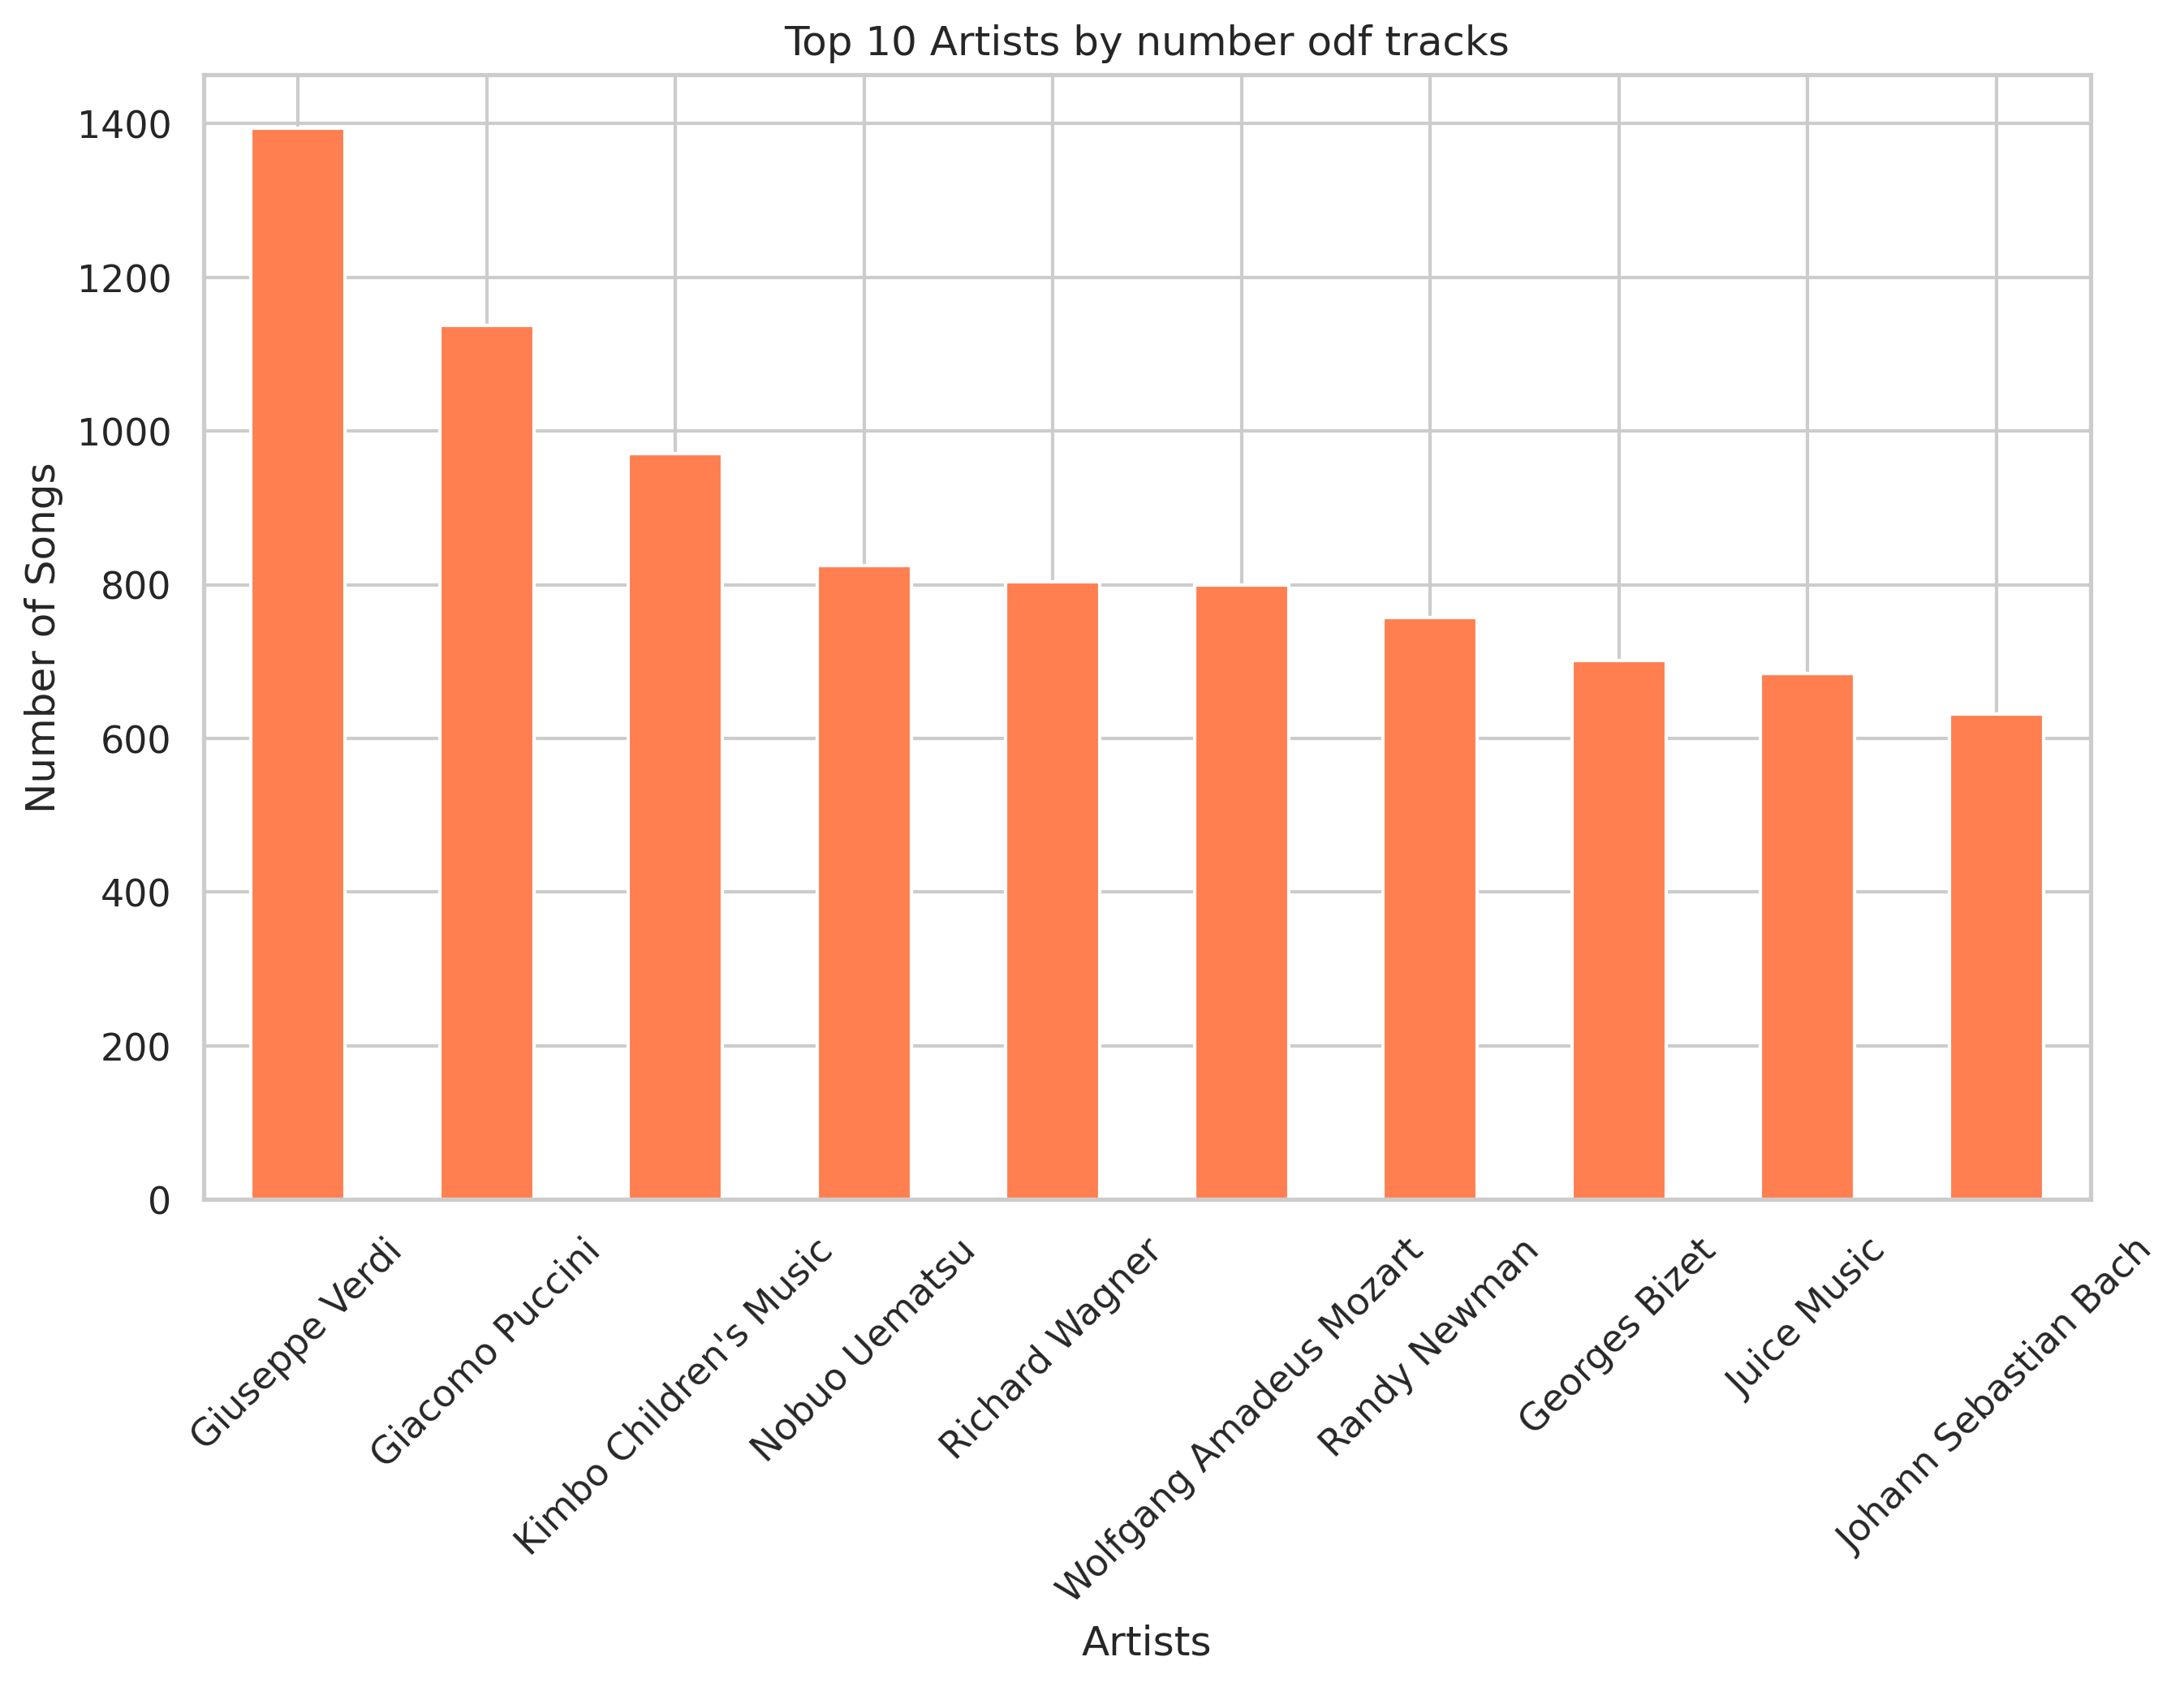 Top 10 Artists by number odf tracks
1400
1200
1000
800
600
400
200
0
Number of Songs
Giuseppe Verdi
Giacomo Puccini
Kimbo Children's Music
Nobuo Uematsu
Richard Wagner
Wolfgang Amadeus Mozart
Randy Newman
Georges Bizet
Juice Music
Johann Sebastian Bach
Artists